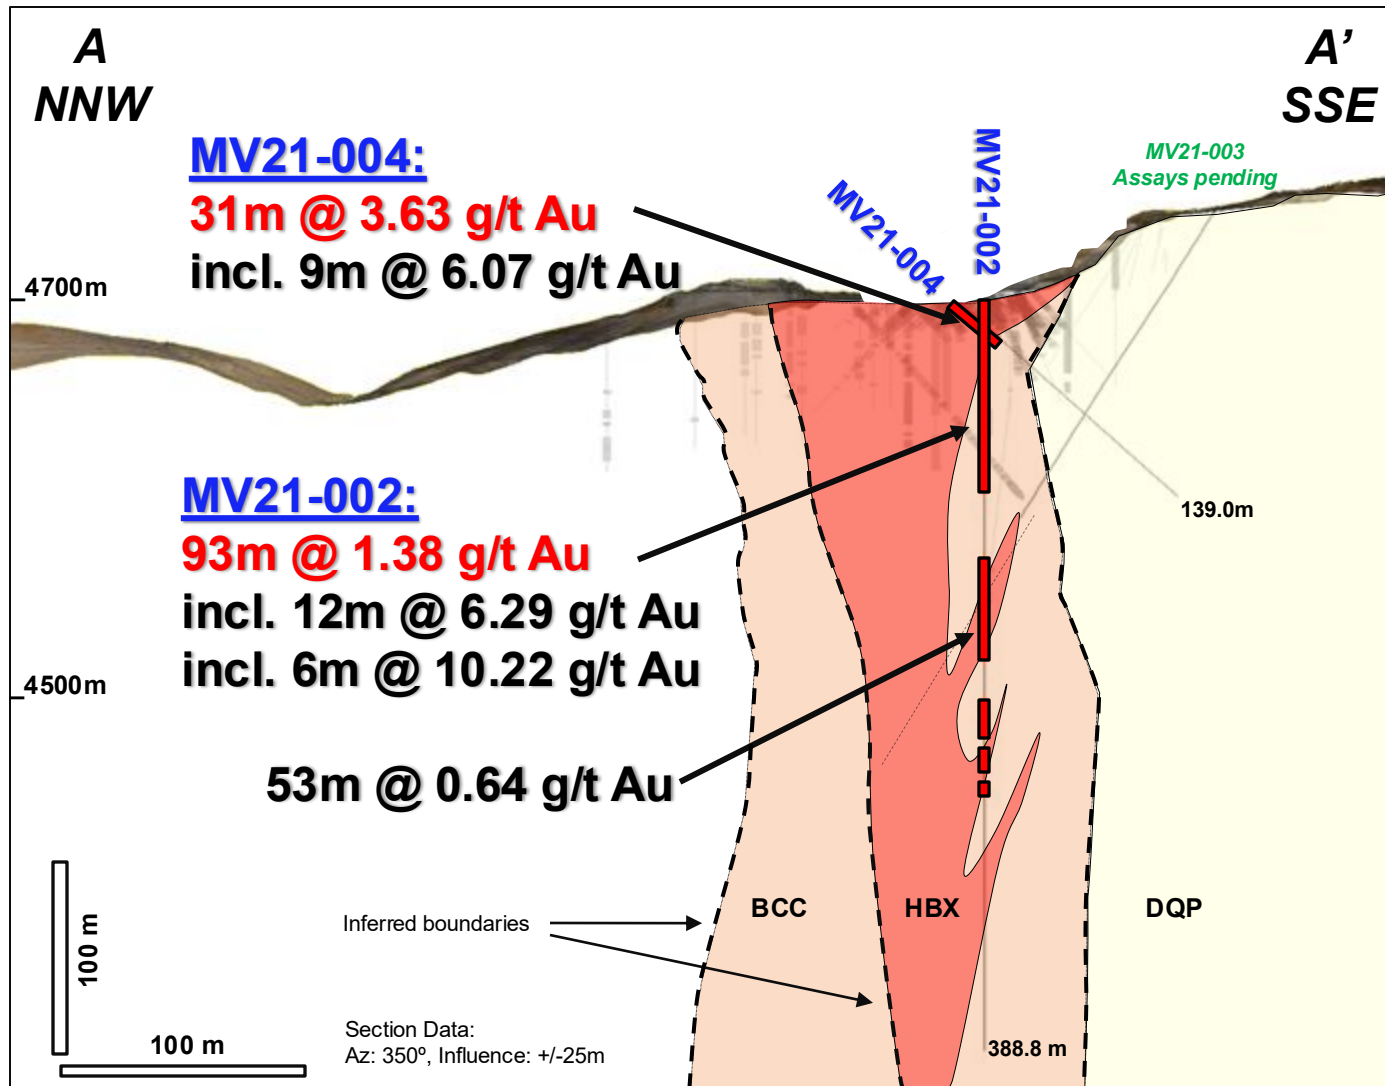 A
NNW
A’
SSE
MV21-004:
31m @ 3.63 g/t Au
incl. 9m @ 6.07 g/t Au
MV21-004
MV21-002
MV21-003
Assays pending
4700m
MV21-002:
93m @ 1.38 g/t Au
incl. 12m @ 6.29 g/t Au
incl. 6m @ 10.22 g/t Au
139.0m
4500m
53m @ 0.64 g/t Au
BCC
HBX
DQP
Inferred boundaries
100 m
100 m
Section Data:
Az: 350º, Influence: +/-25m
388.8 m